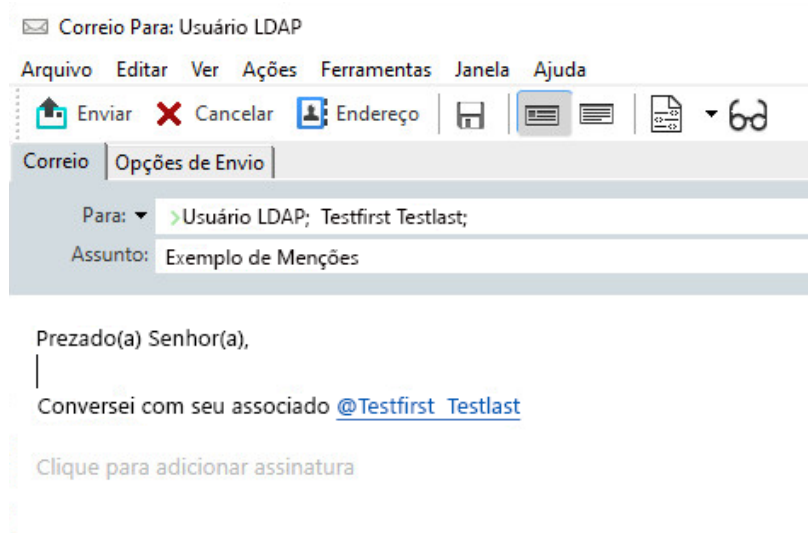 Correio Para: Usuário LDAP
Arquivo Editar Ver Ações Ferramentas Janela Ajuda
Enviar Cancelar Endereço
Correio Opções de Envio
Para: >Usuário LDAP; Testfirst Testlast;
Assunto: Exemplo de Menções
Prezado(a) Senhor(a),
Conversei com seu associado @Testfirst Testlast
Clique para adicionar assinatura